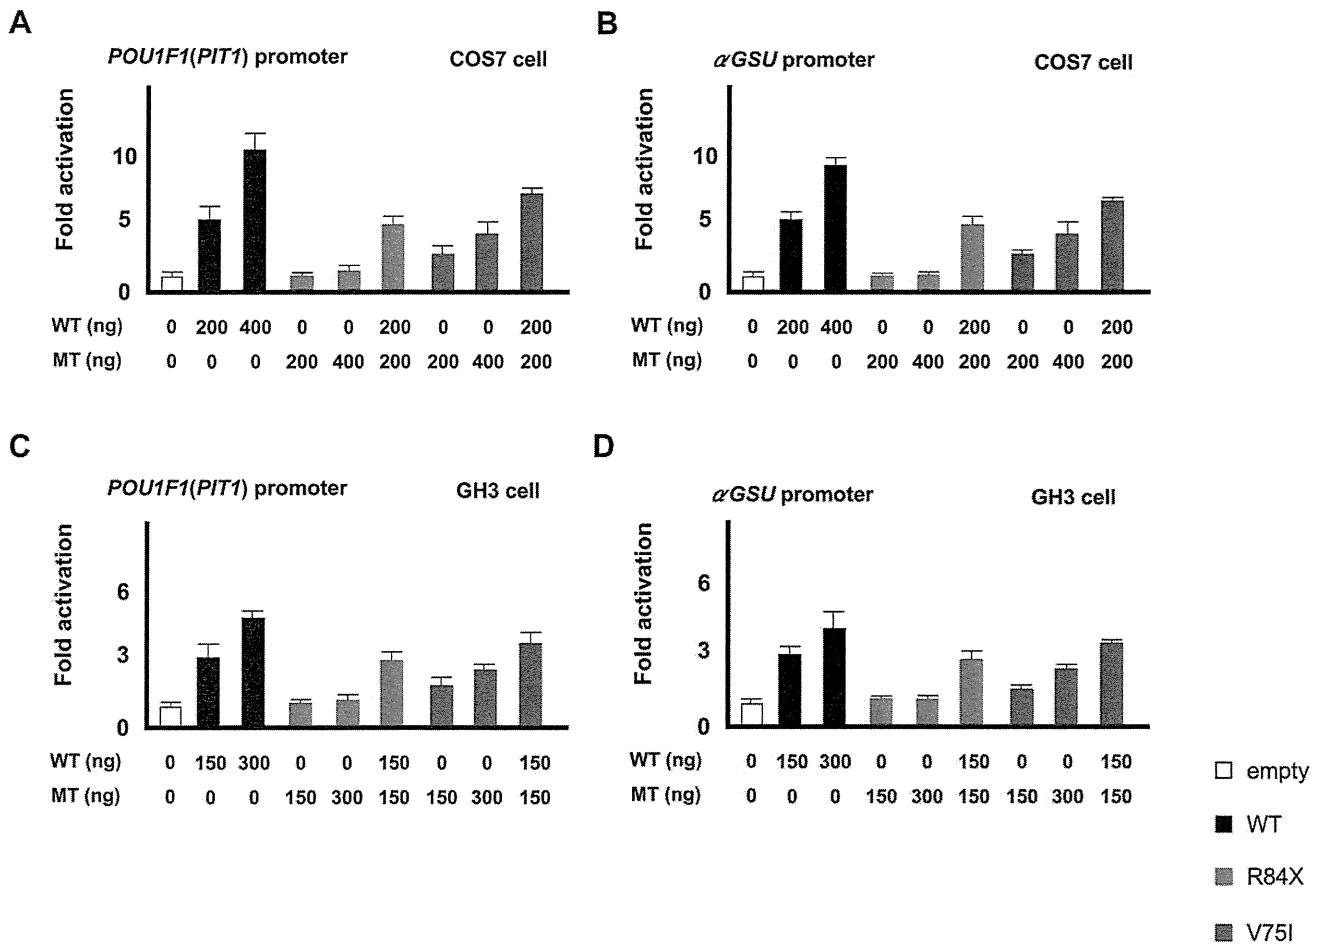 A
POU1F1(PIT1) promoter COS7 cell
Fold activation
10
5
0
WT (ng) 0 200 400 0 0 200 0 0 200
MT (ng) 0 0 0 200 400 200 200 400 200
B
αGSU promoter COS7 cell
Fold activation
10
5
0
WT (ng) 0 200 400 0 0 200 0 0 200
MT (ng) 0 0 0 200 400 200 200 400 200
C
POU1F1(PIT1) promoter GH3 cell
Fold activation
6
3
0
WT (ng) 0 150 300 0 0 150 0 0 150
MT (ng) 0 0 0 150 300 150 150 300 150
D
αGSU promoter GH3 cell
Fold activation
6
3
0
WT (ng) 0 150 300 0 0 150 0 0 150
MT (ng) 0 0 0 150 300 150 150 300 150
empty
WT
R84X
V75I